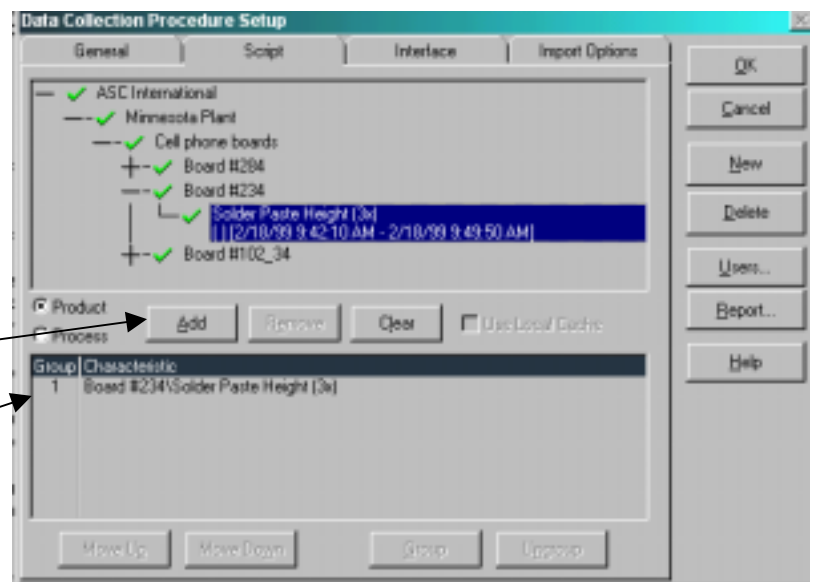 Data Collection Procedure Setup
General Script Interface Import Options
ASC International
Minnesota Plant
Cell phone boards
Board #284
Board #234
Solder Paste Height (3x)
[ ] [2/18/99 9:42:10 AM - 2/18/99 9:49:50 AM]
Board #102_34
Product
Process
Add Remove Clear Use Local Cache
Group Characteristic
1 Board #234\Solder Paste Height (3x)
Move Up Move Down Group Ungroup
OK
Cancel
New
Delete
Users...
Report...
Help